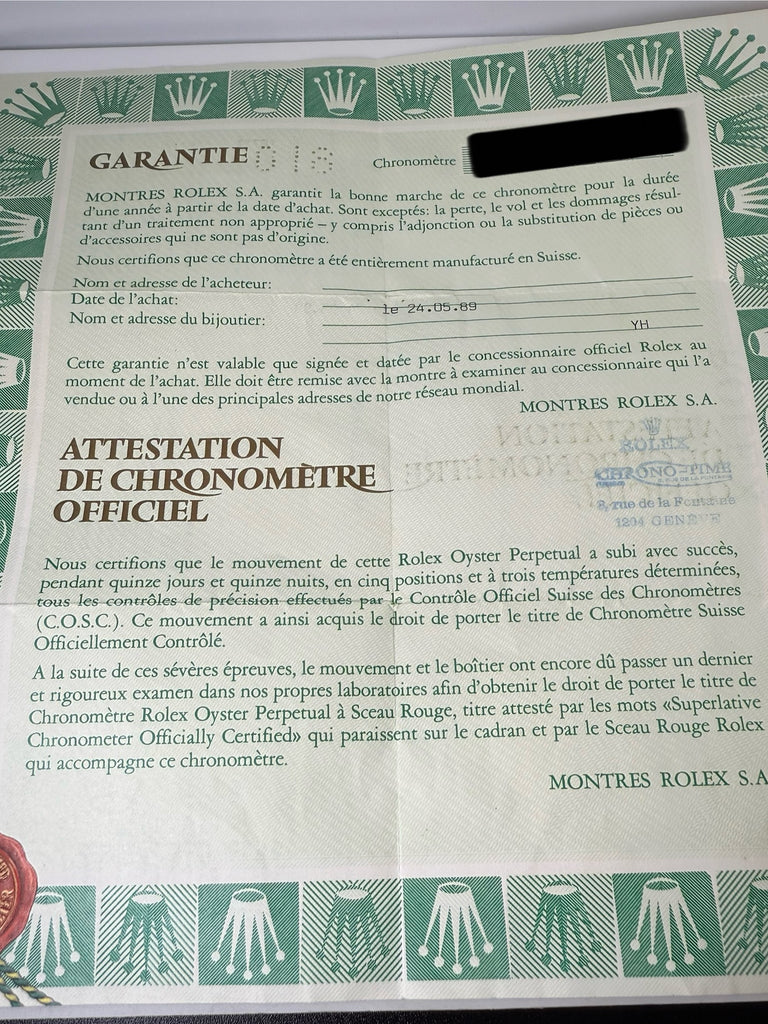 GARANTIE 018
Chronomètre
MONTRES ROLEX S.A. garantit la bonne marche de ce chronomètre pour la durée
d'une année à partir de la date d'achat. Sont exceptés: la perte, le vol et les dommages résul-
tant d'un traitement non approprié – y compris l'adjonction ou la substitution de pièces ou
d'accessoires qui ne sont pas d'origine.
Nous certifions que ce chronomètre a été entièrement manufacturé en Suisse.
Nom et adresse de l'acheteur:
Date de l'achat: le 24.05.89
Nom et adresse du bijoutier: YH
Cette garantie n'est valable que signée et datée par le concessionnaire officiel Rolex au
moment de l'achat. Elle doit être remise avec la montre à examiner au concessionnaire qui l'a
vendue ou à l'une des principales adresses de notre réseau mondial.
MONTRES ROLEX S.A.
ATTESTATION
DE CHRONOMÈTRE
OFFICIEL
ROLEX
CHRONO-TIME
8, rue de la Fontaine
1204 GENÈVE
Nous certifions que le mouvement de cette Rolex Oyster Perpetual a subi avec succès,
pendant quinze jours et quinze nuits, en cinq positions et à trois températures déterminées,
tous les contrôles de précision effectués par le Contrôle Officiel Suisse des Chronomètres
(C.O.S.C.). Ce mouvement a ainsi acquis le droit de porter le titre de Chronomètre Suisse
Officiellement Contrôlé.
A la suite de ces sévères épreuves, le mouvement et le boîtier ont encore dû passer un dernier
et rigoureux examen dans nos propres laboratoires afin d'obtenir le droit de porter le titre de
Chronomètre Rolex Oyster Perpetual à Sceau Rouge, titre attesté par les mots «Superlative
Chronometer Officially Certified» qui paraissent sur le cadran et par le Sceau Rouge Rolex
qui accompagne ce chronomètre.
MONTRES ROLEX S.A